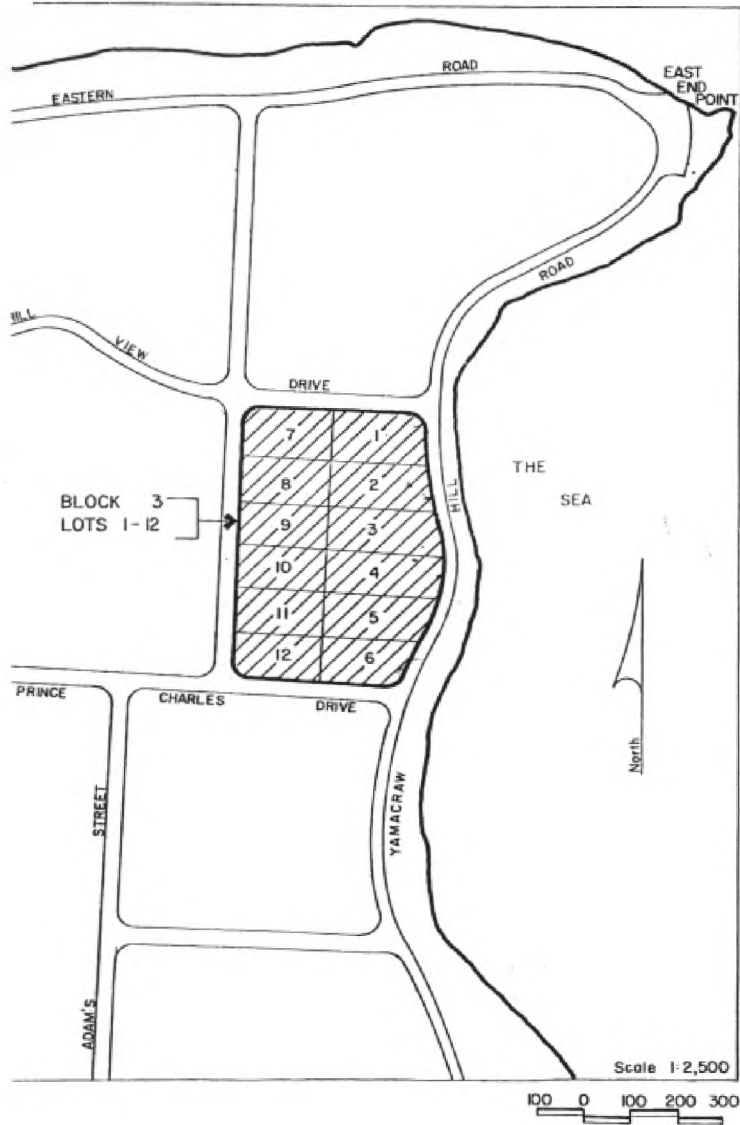 EASTERN ROAD
EAST
END
POINT
ROAD
VIEW
DRIVE
7 1
8 2
9 3
10 4
11 5
12 6
BLOCK 3
LOTS 1-12
HILL
THE
SEA
PRINCE CHARLES DRIVE
North
STREET
YAMACRAW
ADAM'S
Scale 1:2,500
100 0 100 200 300